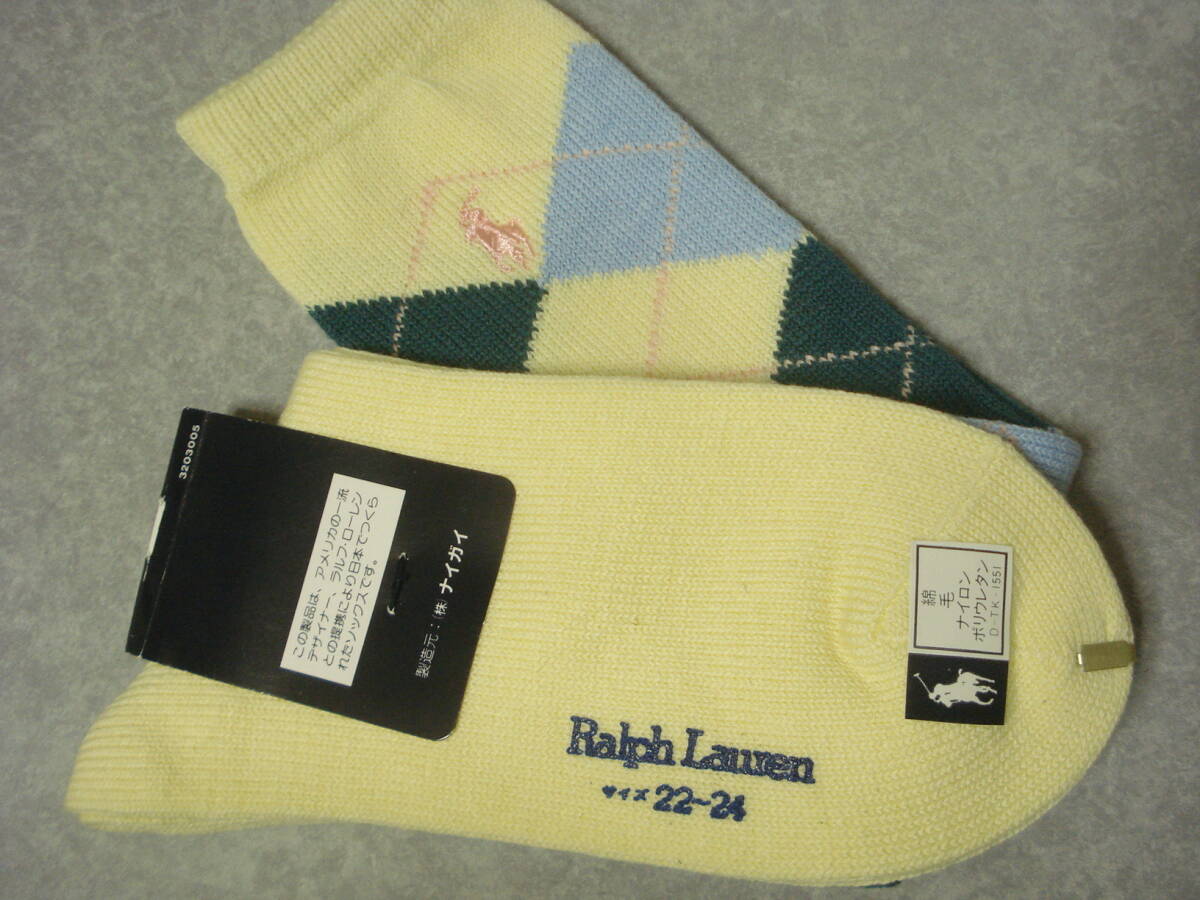 3203005
この製品は、アメリカの一流
デザイナー、ラルフ・ローレン
との提携により日本でつくら
れたソックスです。
製造元:(株)ナイガイ
綿
毛
ナイロン
ポリウレタン
D-TK-1551
Ralph Lauren
サイズ 22~24